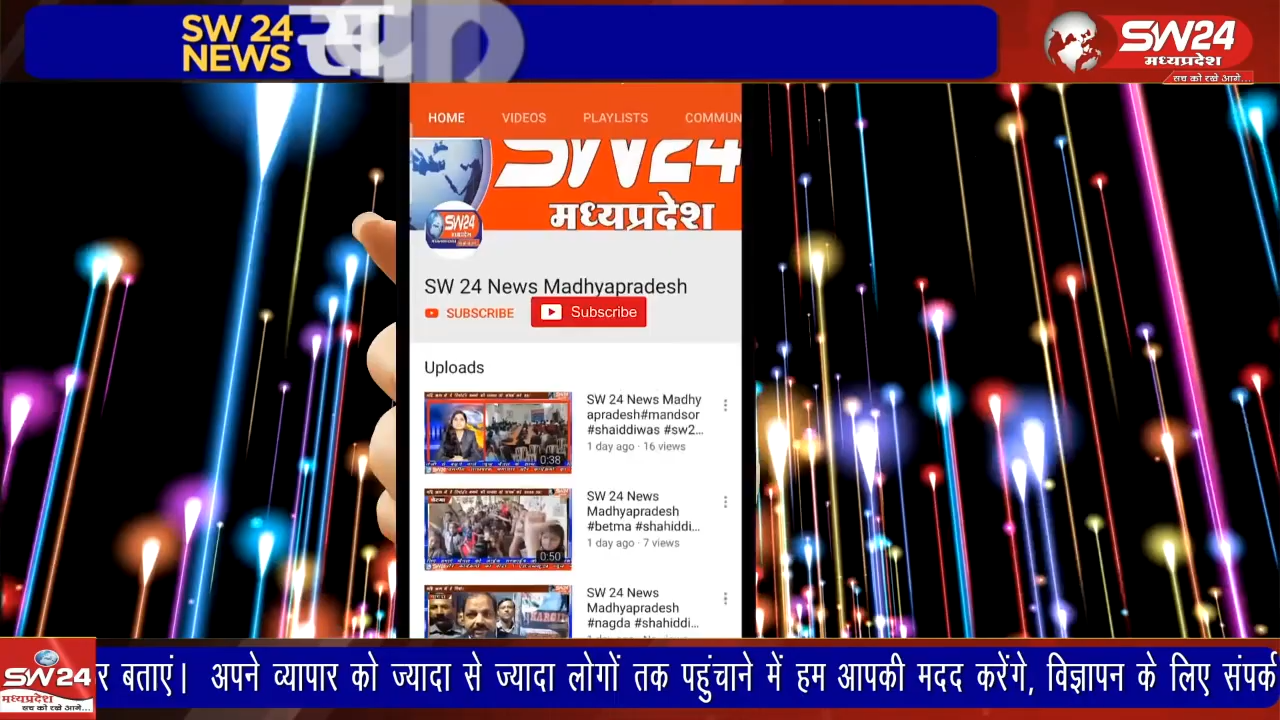 SW 24
NEWS
SW24
मध्यप्रदेश
सच को रखे आगे...
HOME VIDEOS PLAYLISTS COMMUN
SW24
मध्यप्रदेश
SW24
SW 24 News Madhyapradesh
SUBSCRIBE Subscribe
Uploads
SW 24 News Madhy
apradesh#mandsor
#shaiddiwas #sw2...
1 day ago · 16 views
0:38
SW 24 News
Madhyapradesh
#betma #shahiddi...
1 day ago · 7 views
0:50
SW 24 News
Madhyapradesh
#nagda #shahiddi...
SW24
मध्यप्रदेश
सच को रखे आगे...
र बताएं। अपने व्यापार को ज्यादा से ज्यादा लोगों तक पहुंचाने में हम आपकी मदद करेंगे, विज्ञापन के लिए संपर्क